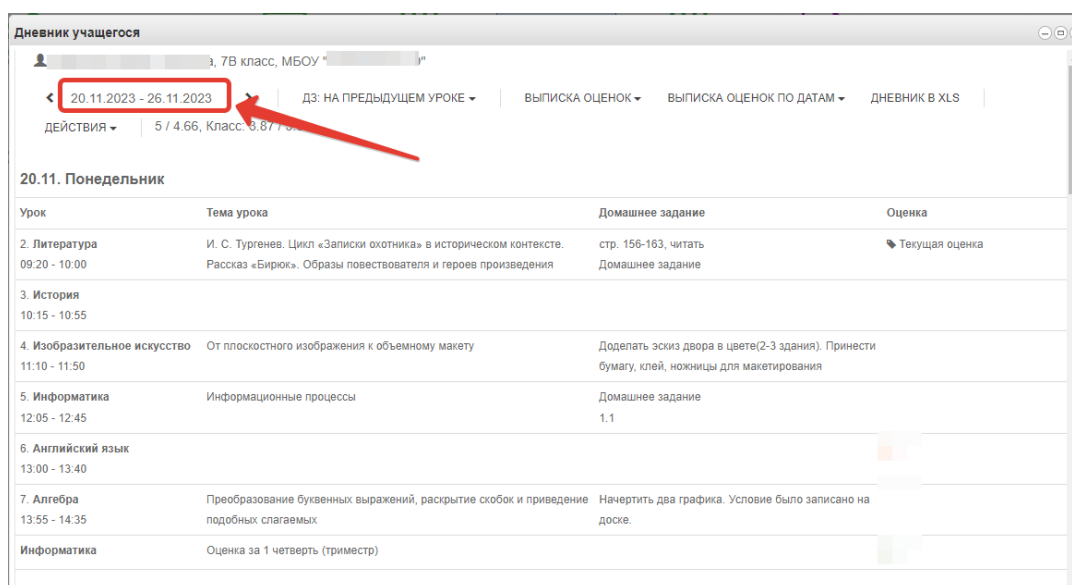 Дневник учащегося
а, 7В класс, МБОУ "
20.11.2023 - 26.11.2023 ДЗ: НА ПРЕДЫДУЩЕМ УРОКЕ ВЫПИСКА ОЦЕНОК ВЫПИСКА ОЦЕНОК ПО ДАТАМ ДНЕВНИК В XLS
ДЕЙСТВИЯ 5 / 4.66, Класс: 3.87 /
20.11. Понедельник
Урок Тема урока Домашнее задание Оценка
2. Литература И. С. Тургенев. Цикл «Записки охотника» в историческом контексте. стр. 156-163, читать Текущая оценка
09:20 - 10:00 Рассказ «Бирюк». Образы повествователя и героев произведения Домашнее задание
3. История
10:15 - 10:55
4. Изобразительное искусство От плоскостного изображения к объемному макету Доделать эскиз двора в цвете(2-3 здания). Принести
11:10 - 11:50 бумагу, клей, ножницы для макетирования
5. Информатика Информационные процессы Домашнее задание
12:05 - 12:45 1.1
6. Английский язык
13:00 - 13:40
7. Алгебра Преобразование буквенных выражений, раскрытие скобок и приведение Начертить два графика. Условие было записано на
13:55 - 14:35 подобных слагаемых доске.
Информатика Оценка за 1 четверть (триместр)